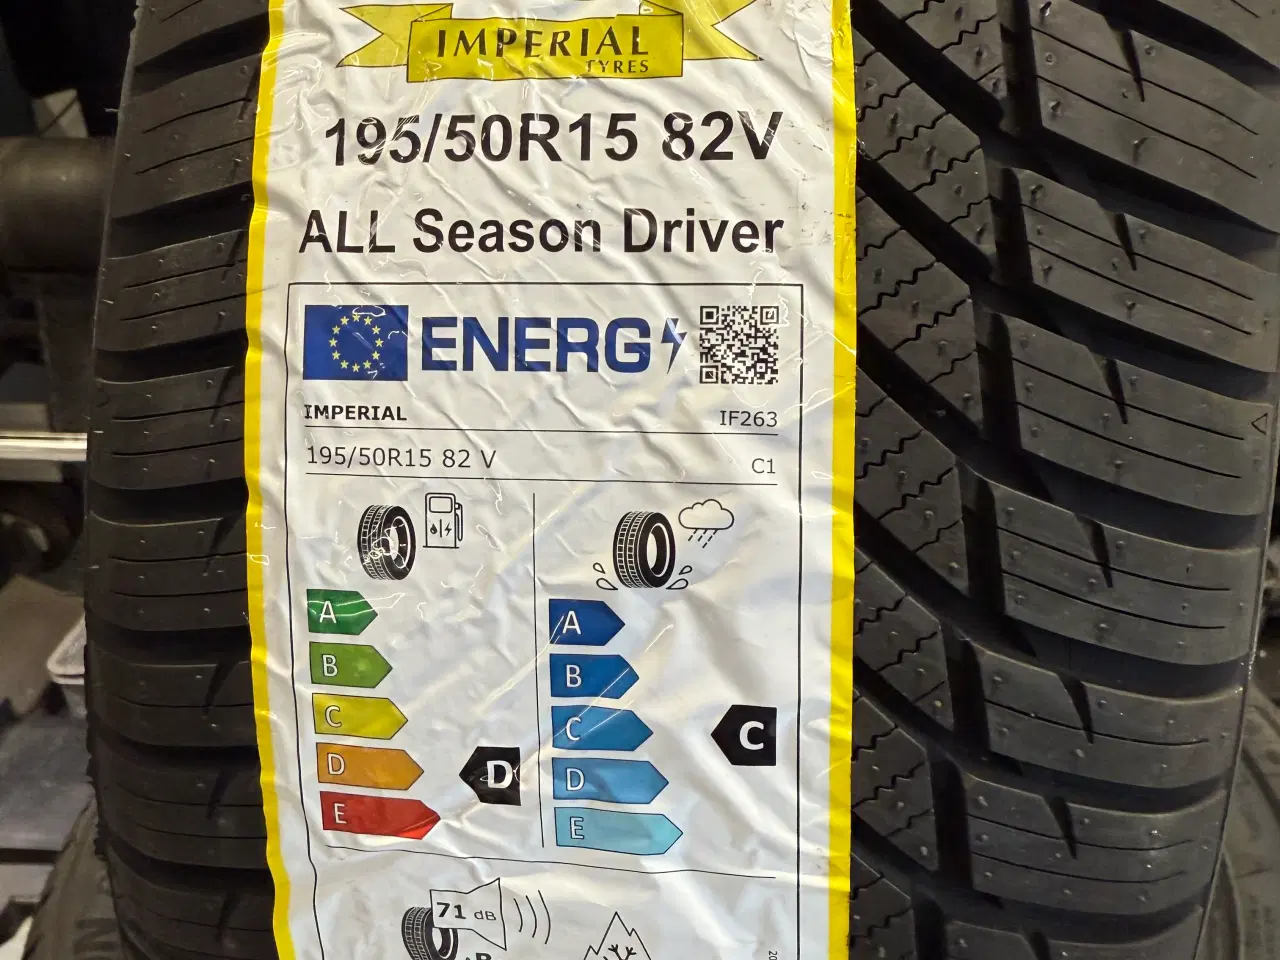 IMPERIAL
TYRES
195/50R15 82V
ALL Season Driver
ENERG
IMPERIAL IF263
195/50R15 82 V C1
A A
B B
C C C
D D D
E E
71 dB
B